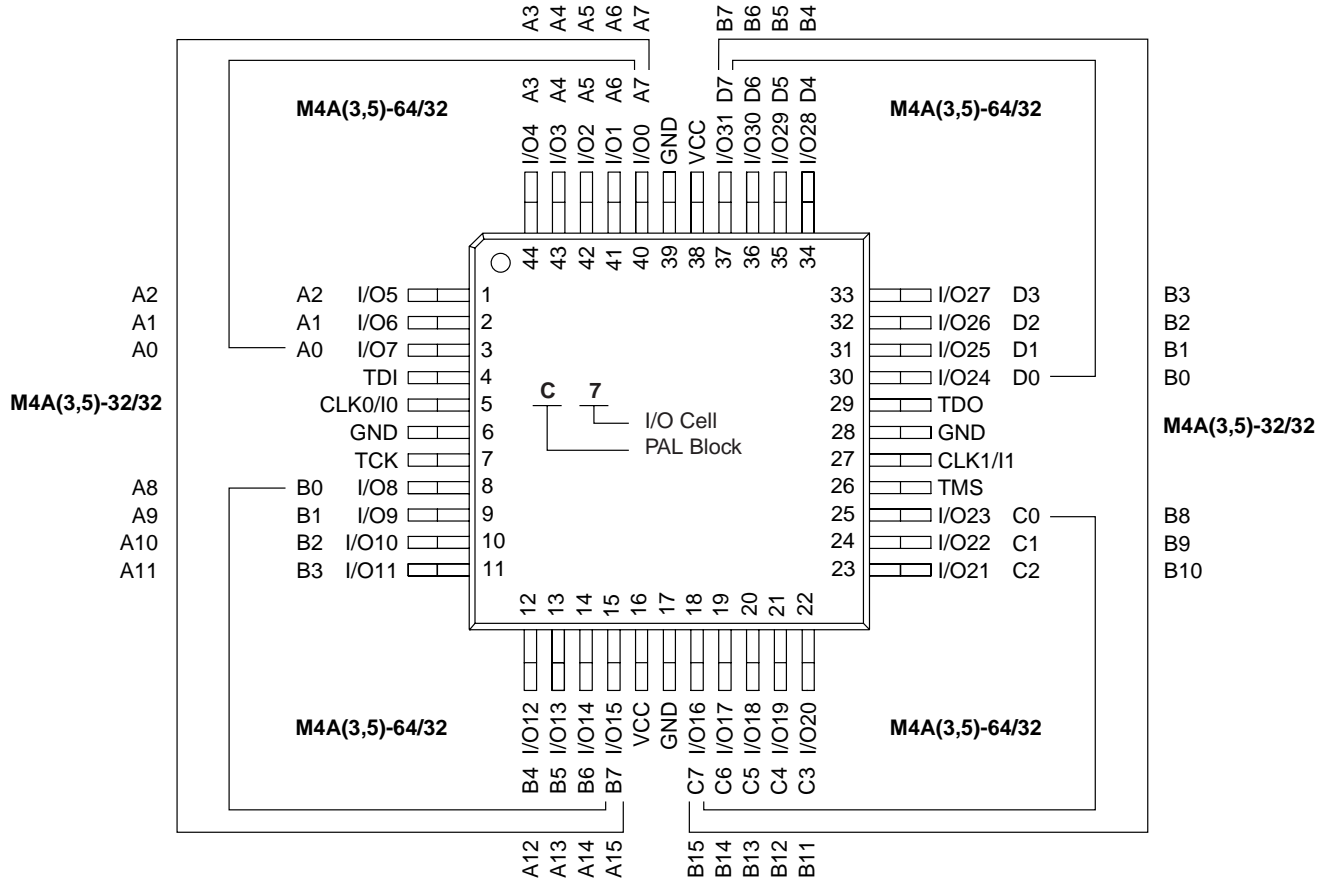 A3 A4 A5 A6 A7 B7 B6 B5 B4
A3 A4 A5 A6 A7 D7 D6 D5 D4
M4A(3,5)-64/32 M4A(3,5)-64/32
I/O4 I/O3 I/O2 I/O1 I/O0 GND VCC I/O31 I/O30 I/O29 I/O28
44 43 42 41 40 39 38 37 36 35 34
A2 A2 I/O5 1 33 I/O27 D3 B3
A1 A1 I/O6 2 32 I/O26 D2 B2
A0 A0 I/O7 3 31 I/O25 D1 B1
TDI 4 30 I/O24 D0 B0
M4A(3,5)-32/32 CLK0/I0 5 C 7 29 TDO
I/O Cell
GND 6 28 GND M4A(3,5)-32/32
PAL Block
TCK 7 27 CLK1/I1
A8 B0 I/O8 8 26 TMS
A9 B1 I/O9 9 25 I/O23 C0 B8
A10 B2 I/O10 10 24 I/O22 C1 B9
A11 B3 I/O11 11 23 I/O21 C2 B10
12 13 14 15 16 17 18 19 20 21 22
I/O12 I/O13 I/O14 I/O15 VCC GND I/O16 I/O17 I/O18 I/O19 I/O20
M4A(3,5)-64/32 M4A(3,5)-64/32
B4 B5 B6 B7 C7 C6 C5 C4 C3
A12 A13 A14 A15 B15 B14 B13 B12 B11